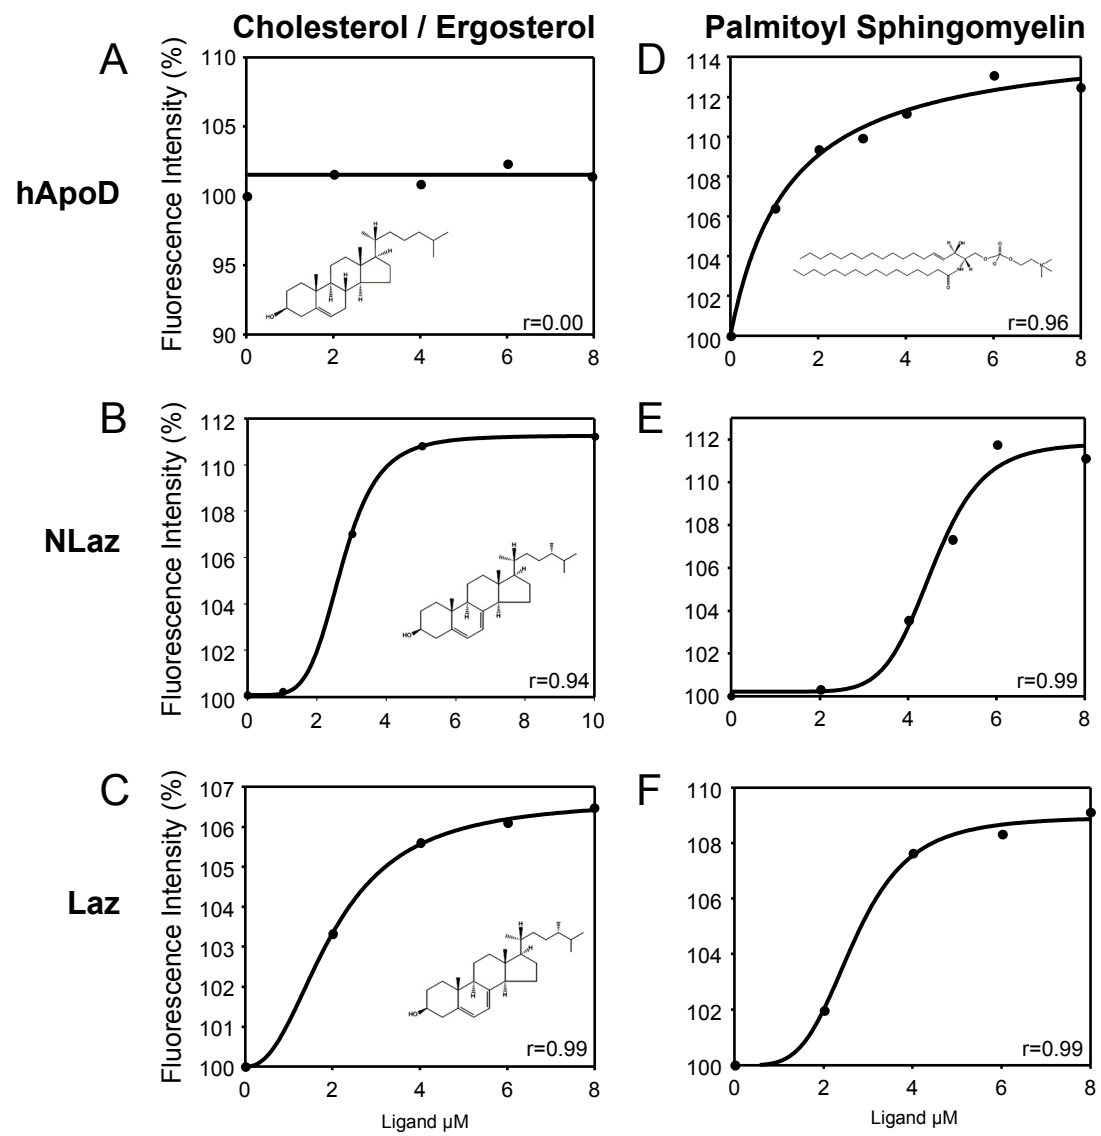 Cholesterol / Ergosterol
Palmitoyl Sphingomyelin
hApoD
A
Fluorescence Intensity (%)
110
105
100
95
90
0 2 4 6 8
HO
H
H
H
H
H
r=0.00
D
114
112
110
108
106
104
102
100
0 2 4 6 8
r=0.96
NLaz
B
Fluorescence Intensity (%)
112
110
108
106
104
102
100
0 2 4 6 8 10
HO
H
H
H
H
r=0.94
E
112
110
108
106
104
102
100
0 2 4 6 8
r=0.99
Laz
C
Fluorescence Intensity (%)
107
106
105
104
103
102
101
100
0 2 4 6 8
Ligand µM
HO
H
H
H
H
r=0.99
F
110
108
106
104
102
100
0 2 4 6 8
Ligand µM
r=0.99